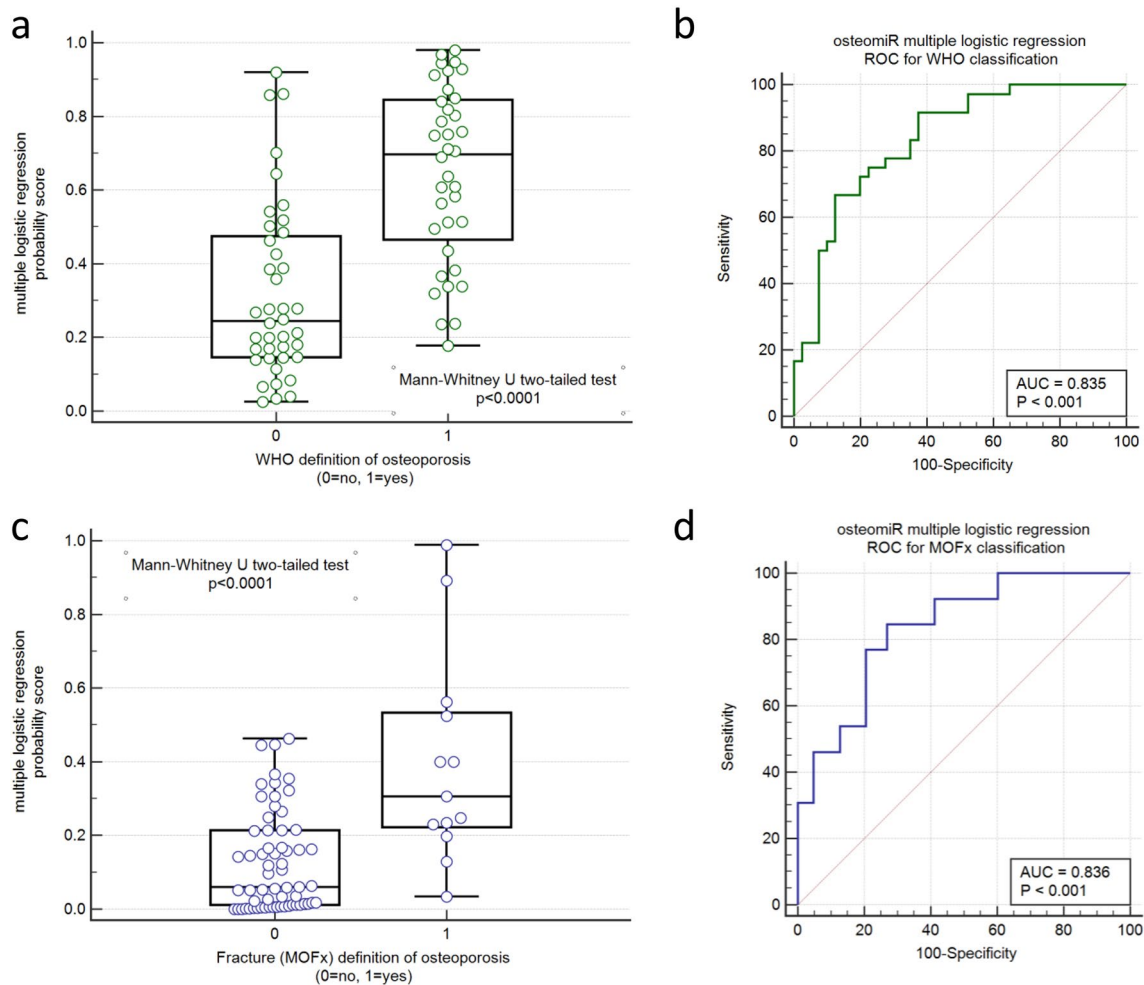 a
multiple logistic regression
probability score
1.0
0.8
0.6
0.4
0.2
0.0
Mann-Whitney U two-tailed test
p<0.0001
0
1
WHO definition of osteoporosis
(0=no, 1=yes)
b
osteomiR multiple logistic regression
ROC for WHO classification
Sensitivity
100
80
60
40
20
0
AUC = 0.835
P < 0.001
0
20
40
60
80
100
100-Specificity
c
multiple logistic regression
probability score
1.0
0.8
0.6
0.4
0.2
0.0
Mann-Whitney U two-tailed test
p<0.0001
0
1
Fracture (MOFx) definition of osteoporosis
(0=no, 1=yes)
d
osteomiR multiple logistic regression
ROC for MOFx classification
Sensitivity
100
80
60
40
20
0
AUC = 0.836
P < 0.001
0
20
40
60
80
100
100-Specificity